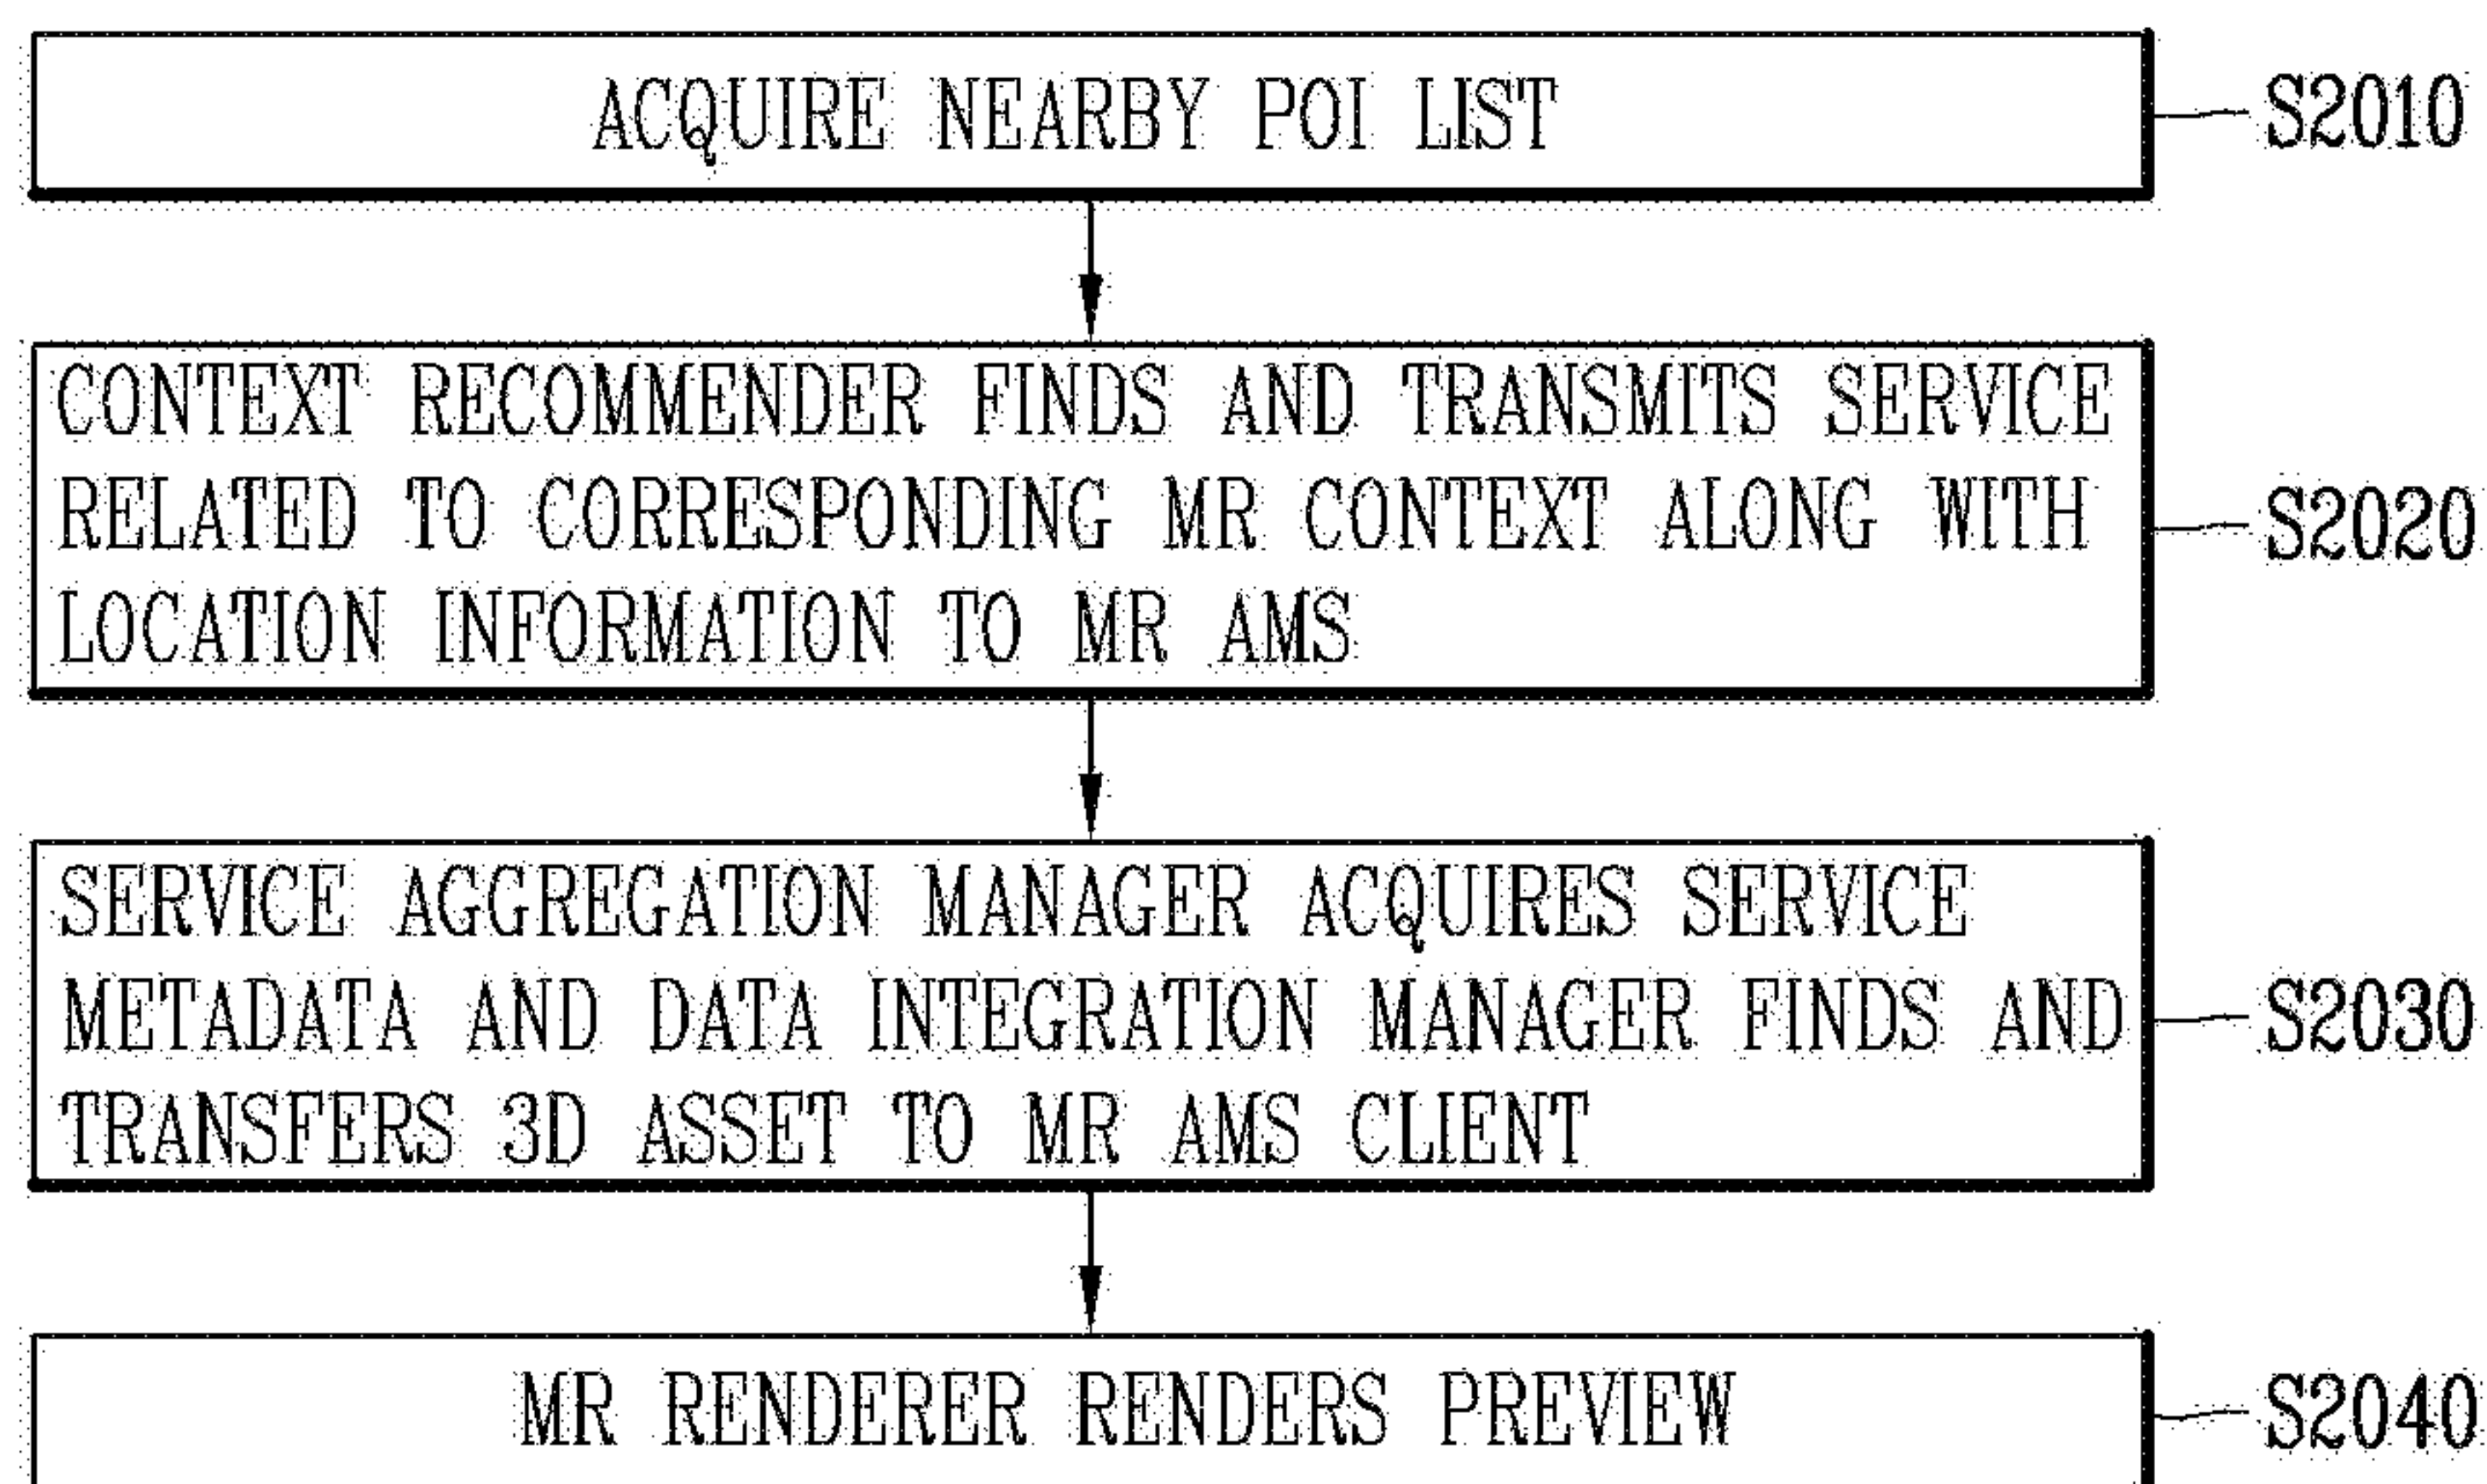 ACQUIRE NEARBY POI LIST
S2010
CONTEXT RECOMMENDER FINDS AND TRANSMITS SERVICE
RELATED TO CORRESPONDING MR CONTEXT ALONG WITH
LOCATION INFORMATION TO MR AMS
S2020
SERVICE AGGREGATION MANAGER ACQUIRES SERVICE
METADATA AND DATA INTEGRATION MANAGER FINDS AND
TRANSFERS 3D ASSET TO MR AMS CLIENT
S2030
MR RENDERER RENDERS PREVIEW
S2040